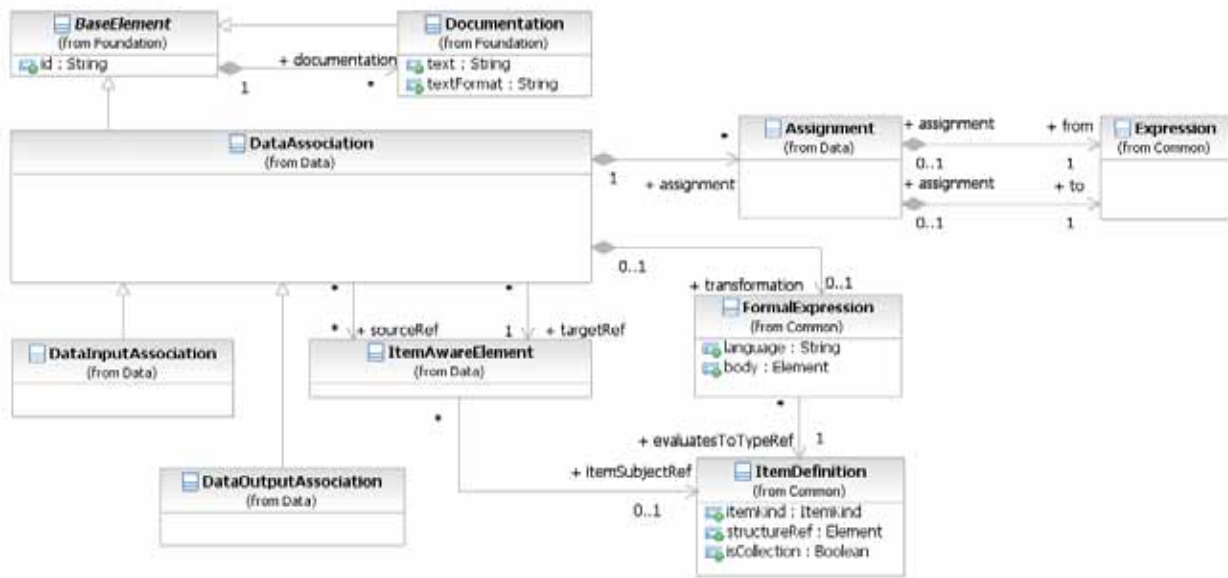 BaseElement
(from Foundation)
id : String
Documentation
(from Foundation)
text : String
textFormat : String
+ documentation
1
*
DataAssociation
(from Data)
1
*
+ assignment
Assignment
(from Data)
+ assignment
+ from
0..1
1
+ assignment
+ to
0..1
1
Expression
(from Common)
0..1
0..1
+ transformation
FormalExpression
(from Common)
language : String
body : Element
*
*
* + sourceRef
1 + targetRef
DataInputAssociation
(from Data)
ItemAwareElement
(from Data)
*
*
+ evaluatesToTypeRef
1
+ itemSubjectRef
0..1
DataOutputAssociation
(from Data)
ItemDefinition
(from Common)
itemKind : ItemKind
structureRef : Element
isCollection : Boolean